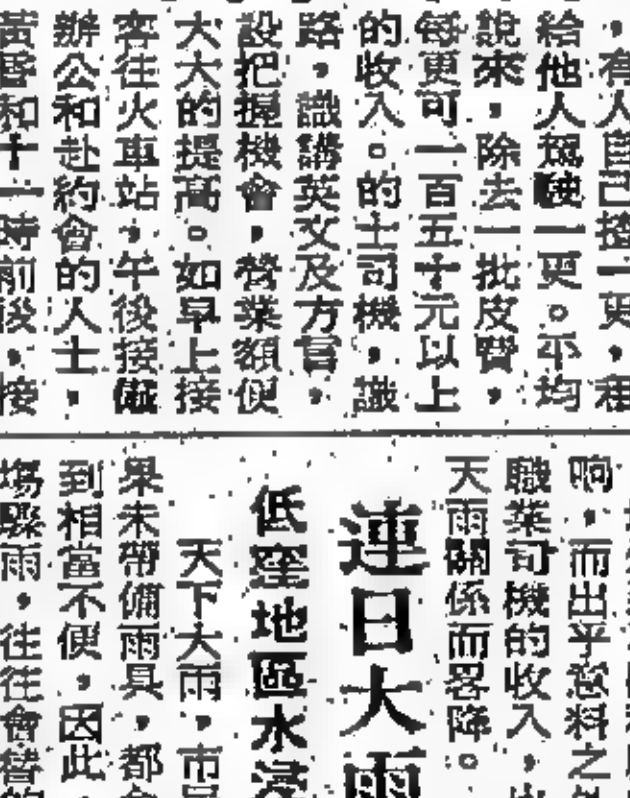 ，有人自己揸一更，
給他人駕駛一更。平均
說來，除去一批皮費，
每更可一百五十元以上
的收入。的士司機，識
路，識講英文及方言，
設把握機會，營業額便
大大的提高。如早上接
客往火車站，午後接
辦公和赴約會的人士，
黃昏和十一時前後，接
响，而出乎意料之
職業司機的收入，
天雨關係而畧降。
連日大雨
低窪地區水浸
天下大雨，市
果未帶備雨具，都
到相當不便，因此
塲驟雨，往往會替